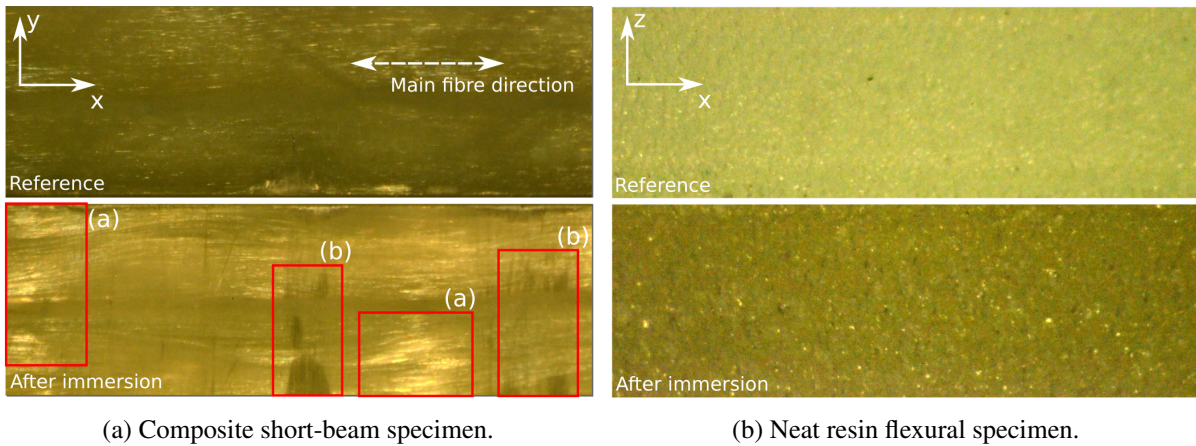 y
x
Main fibre direction
Reference
(a)
(b)
(a)
(b)
After immersion
(a) Composite short-beam specimen.
z
x
Reference
After immersion
(b) Neat resin flexural specimen.